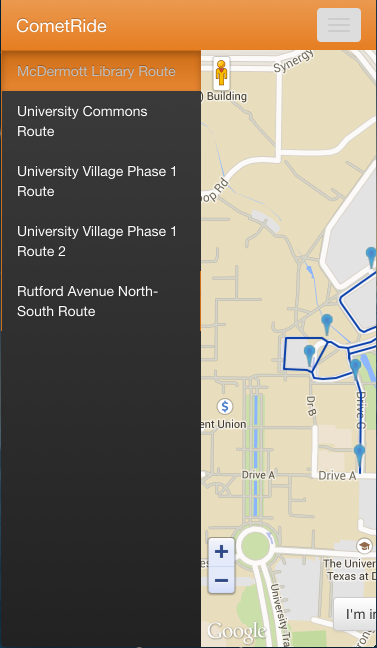 CometRide
McDermott Library Route
University Commons
Route
University Village Phase 1
Route
University Village Phase 1
Route 2
Rutford Avenue North-
South Route
Synergy
) Building
oop Rd
Dr B
Drive C
$
ent Union
Drive A
Drive A
+
−
The Univer
Texas at D
University Tra
I'm in
Google